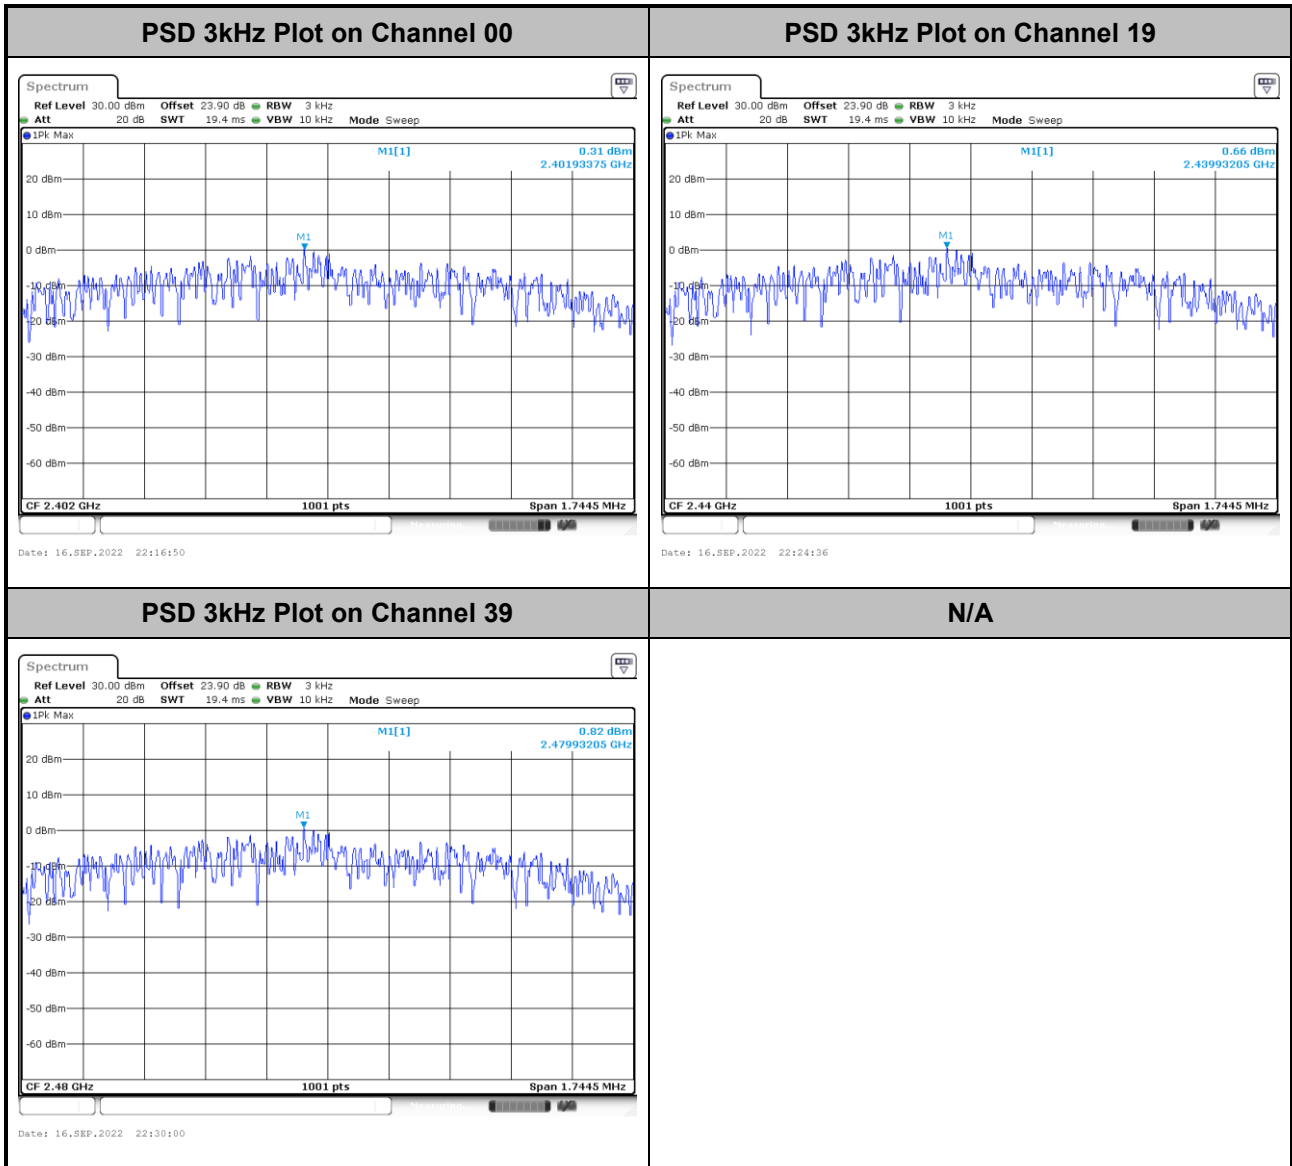 PSD 3kHz Plot on Channel 00
PSD 3kHz Plot on Channel 19
Spectrum
Ref Level 30.00 dBm Offset 23.90 dB RBW 3 kHz
Att 20 dB SWT 19.4 ms VBW 10 kHz Mode Sweep
1Pk Max
M1[1] 0.31 dBm
2.40193375 GHz
20 dBm
10 dBm
M1
0 dBm
-10 dBm
-20 dBm
-30 dBm
-40 dBm
-50 dBm
-60 dBm
CF 2.402 GHz 1001 pts Span 1.7445 MHz
Date: 16.SEP.2022 22:16:50
Spectrum
Ref Level 30.00 dBm Offset 23.90 dB RBW 3 kHz
Att 20 dB SWT 19.4 ms VBW 10 kHz Mode Sweep
1Pk Max
M1[1] 0.66 dBm
2.43993205 GHz
20 dBm
10 dBm
M1
0 dBm
-10 dBm
-20 dBm
-30 dBm
-40 dBm
-50 dBm
-60 dBm
CF 2.44 GHz 1001 pts Span 1.7445 MHz
Date: 16.SEP.2022 22:24:36
PSD 3kHz Plot on Channel 39
N/A
Spectrum
Ref Level 30.00 dBm Offset 23.90 dB RBW 3 kHz
Att 20 dB SWT 19.4 ms VBW 10 kHz Mode Sweep
1Pk Max
M1[1] 0.82 dBm
2.47993205 GHz
20 dBm
10 dBm
M1
0 dBm
-10 dBm
-20 dBm
-30 dBm
-40 dBm
-50 dBm
-60 dBm
CF 2.48 GHz 1001 pts Span 1.7445 MHz
Date: 16.SEP.2022 22:30:00